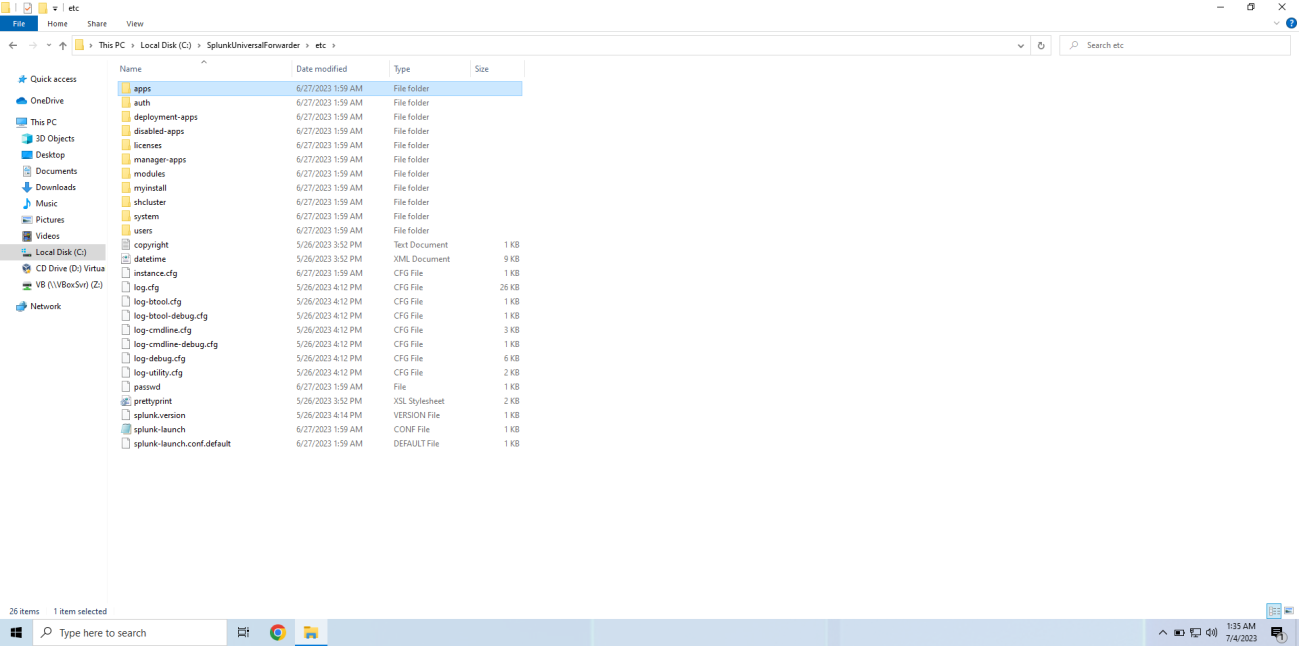 etc
File Home Share View
This PC Local Disk (C:) SplunkUniversalForwarder etc Search etc
Name Date modified Type Size
Quick access
OneDrive
This PC
3D Objects
Desktop
Documents
Downloads
Music
Pictures
Videos
Local Disk (C:)
CD Drive (D:) Virtua
VB (\\VBoxSvr) (Z:)
Network
apps 6/27/2023 1:59 AM File folder
auth 6/27/2023 1:59 AM File folder
deployment-apps 6/27/2023 1:59 AM File folder
disabled-apps 6/27/2023 1:59 AM File folder
licenses 6/27/2023 1:59 AM File folder
manager-apps 6/27/2023 1:59 AM File folder
modules 6/27/2023 1:59 AM File folder
myinstall 6/27/2023 1:59 AM File folder
shcluster 6/27/2023 1:59 AM File folder
system 6/27/2023 1:59 AM File folder
users 6/27/2023 1:59 AM File folder
copyright 5/26/2023 3:52 PM Text Document 1 KB
datetime 5/26/2023 3:52 PM XML Document 9 KB
instance.cfg 6/27/2023 1:59 AM CFG File 1 KB
log.cfg 5/26/2023 4:12 PM CFG File 26 KB
log-btool.cfg 5/26/2023 4:12 PM CFG File 1 KB
log-btool-debug.cfg 5/26/2023 4:12 PM CFG File 1 KB
log-cmdline.cfg 5/26/2023 4:12 PM CFG File 3 KB
log-cmdline-debug.cfg 5/26/2023 4:12 PM CFG File 1 KB
log-debug.cfg 5/26/2023 4:12 PM CFG File 6 KB
log-utility.cfg 5/26/2023 4:12 PM CFG File 2 KB
passwd 6/27/2023 1:59 AM File 1 KB
prettyprint 5/26/2023 3:52 PM XSL Stylesheet 2 KB
splunk.version 5/26/2023 4:14 PM VERSION File 1 KB
splunk-launch 6/27/2023 1:59 AM CONF File 1 KB
splunk-launch.conf.default 6/27/2023 1:59 AM DEFAULT File 1 KB
26 items 1 item selected
Type here to search
1:35 AM
7/4/2023
1